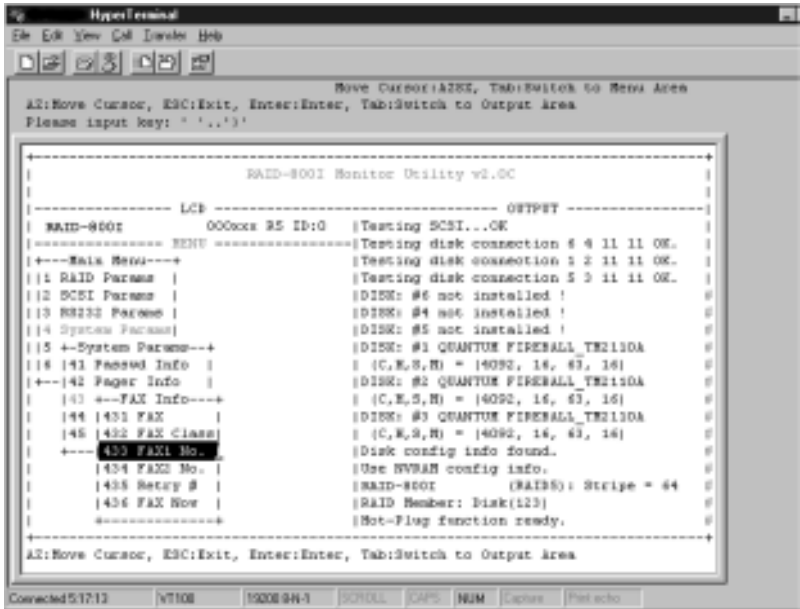 HyperTerminal
File Edit View Call Transfer Help
Move Cursor:AZSX, Tab:Switch to Menu Area
AZ:Move Cursor, ESC:Exit, Enter:Enter, Tab:Switch to Output Area
Please input key: ' '..')'
RAID-800I Monitor Utility v2.0C
LCD
OUTPUT
RAID-800I 000xxx R5 ID:0 |Testing SCSI...OK
MENU |Testing disk connection 6 4 11 11 OK.
+---Main Menu---+ |Testing disk connection 1 2 11 11 OK.
||1 RAID Params | |Testing disk connection 5 3 11 11 OK.
||2 SCSI Params | |DISK: #6 not installed !
||3 RS232 Params | |DISK: #4 not installed !
||4 System Params| |DISK: #5 not installed !
||5 +-System Params--+ |DISK: #1 QUANTUM FIREBALL_TM2110A
||6 |41 Passwd Info | | (C,H,S,M) = |4092, 16, 63, 16|
|+--|42 Pager Info | |DISK: #2 QUANTUM FIREBALL_TM2110A
|43 +--FAX Info---+ | (C,H,S,M) = |4092, 16, 63, 16|
|44 |431 FAX |DISK: #3 QUANTUM FIREBALL_TM2110A
|45 |432 FAX Class| | (C,H,S,M) = |4092, 16, 63, 16|
+---|433 FAX1 No. |Disk config info found.
|434 FAX2 No. | |Use NVRAM config info.
|435 Retry # |RAID-800I (RAID5): Stripe = 64
|436 FAX Now | |RAID Member: Disk(123)
|Hot-Plug function ready.
AZ:Move Cursor, ESC:Exit, Enter:Enter, Tab:Switch to Output Area
Connected 5:17:13 VT100 19200 8-N-1 SCROLL CAPS NUM Capture Print echo